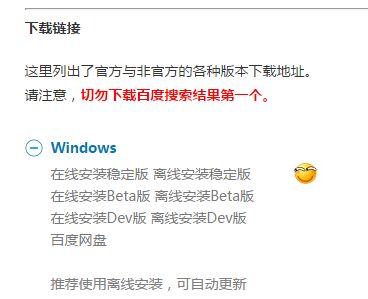 下载链接
这里列出了官方与非官方的各种版本下载地址。
请注意，切勿下载百度搜索结果第一个。
Windows
在线安装稳定版 离线安装稳定版
在线安装Beta版 离线安装Beta版
在线安装Dev版 离线安装Dev版
百度网盘
推荐使用离线安装，可自动更新